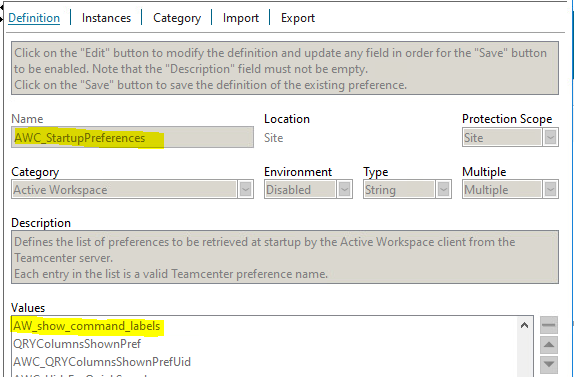 Definition Instances Category Import Export
Click on the "Edit" button to modify the definition and update any field in order for the "Save" button
to be enabled. Note that the "Description" field must not be empty.
Click on the "Save" button to save the definition of the existing preference.
Name Location Protection Scope
AWC_StartupPreferences Site Site
Category Environment Type Multiple
Active Workspace Disabled String Multiple
Description
Defines the list of preferences to be retrieved at startup by the Active Workspace client from the
Teamcenter server.
Each entry in the list is a valid Teamcenter preference name.
Values
AW_show_command_labels
QRYColumnsShownPref
AWC_QRYColumnsShownPrefUid